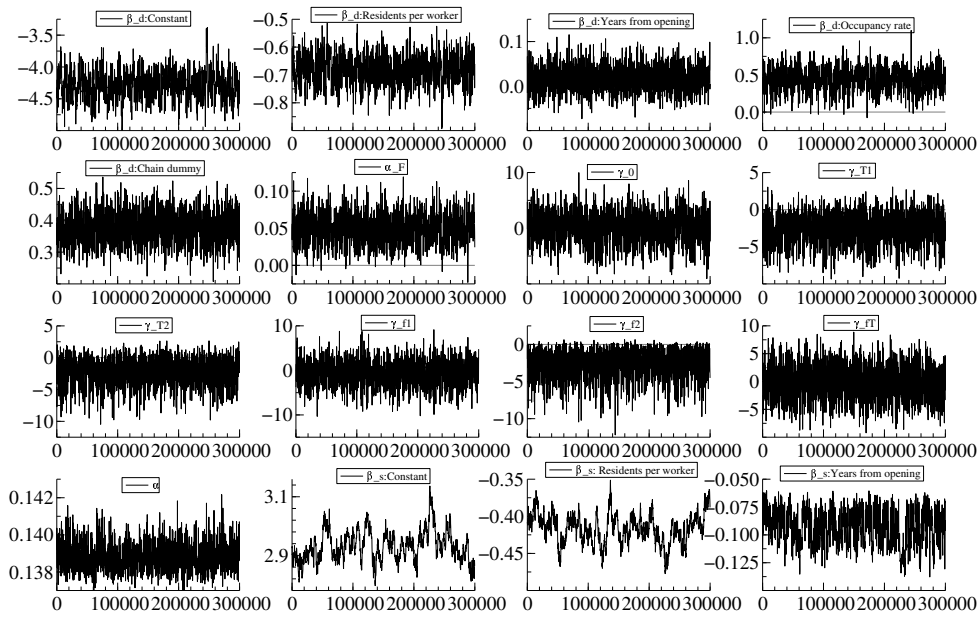 β_d:Constant β_d:Residents per worker β_d:Years from opening β_d:Occupancy rate
−3.5 −4.0 −4.5
−0.5 −0.6 −0.7 −0.8
0.1 0.0
1.0 0.5 0.0
0 100000 200000 300000 0 100000 200000 300000 0 100000 200000 300000 0 100000 200000 300000
β_d:Chain dummy α_F γ_0 γ_T1
0.5 0.4 0.3
0.10 0.05 0.00
10 0
5 0 −5
0 100000 200000 300000 0 100000 200000 300000 0 100000 200000 300000 0 100000 200000 300000
γ_T2 γ_f1 γ_f2 γ_fT
5 0 −5 −10
10 0 −10
0 −5 −10
10 5 0 −5
0 100000 200000 300000 0 100000 200000 300000 0 100000 200000 300000 0 100000 200000 300000
α β_s:Constant β_s: Residents per worker β_s:Years from opening
0.142 0.140 0.138
3.1 2.9
−0.35 −0.40 −0.45
−0.050 −0.075 −0.100 −0.125
0 100000 200000 300000 0 100000 200000 300000 0 100000 200000 300000 0 100000 200000 300000